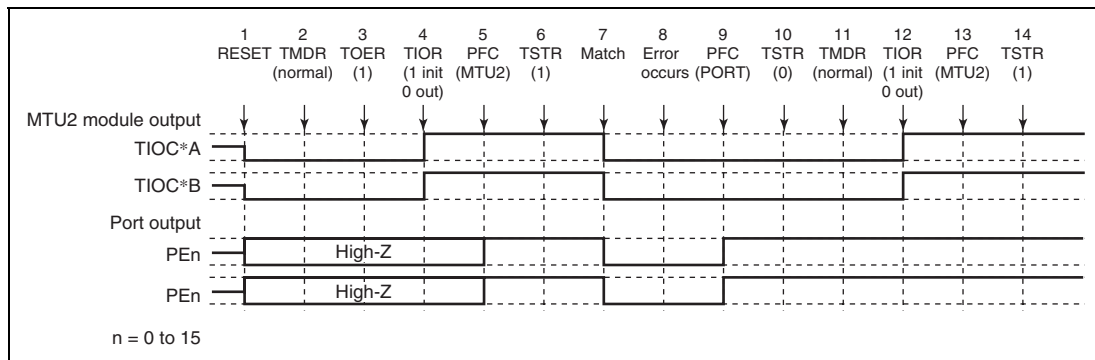 1 2 3 4 5 6 7 8 9 10 11 12 13 14
RESET TMDR TOER TIOR PFC TSTR Match Error PFC TSTR TMDR TIOR PFC TSTR
(normal) (1) (1 init (MTU2) (1) occurs (PORT) (0) (normal) (1 init (MTU2) (1)
0 out) 0 out)
MTU2 module output
TIOC*A
TIOC*B
Port output
PEn High-Z
PEn High-Z
n = 0 to 15